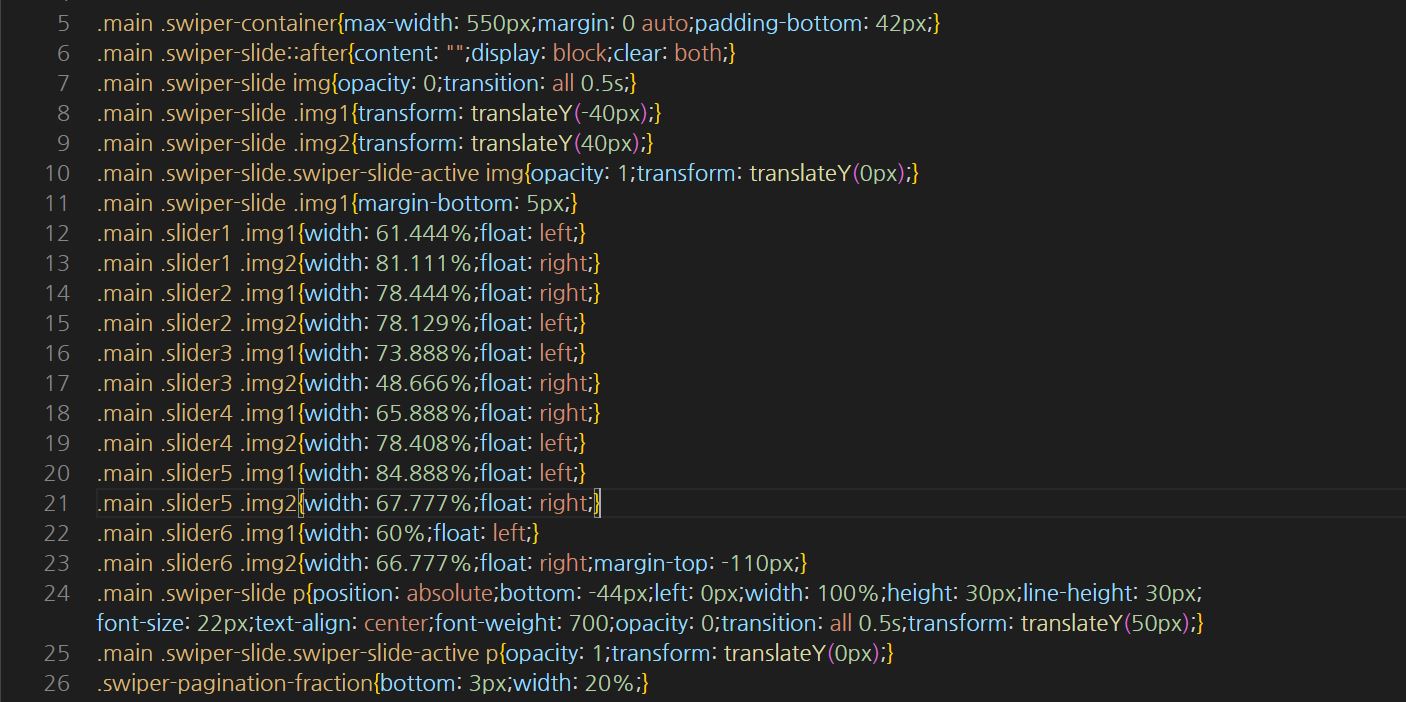 5 .main .swiper-container{max-width: 550px;margin: 0 auto;padding-bottom: 42px;}
6 .main .swiper-slide::after{content: "";display: block;clear: both;}
7 .main .swiper-slide img{opacity: 0;transition: all 0.5s;}
8 .main .swiper-slide .img1{transform: translateY(-40px);}
9 .main .swiper-slide .img2{transform: translateY(40px);}
10 .main .swiper-slide.swiper-slide-active img{opacity: 1;transform: translateY(0px);}
11 .main .swiper-slide .img1{margin-bottom: 5px;}
12 .main .slider1 .img1{width: 61.444%;float: left;}
13 .main .slider1 .img2{width: 81.111%;float: right;}
14 .main .slider2 .img1{width: 78.444%;float: right;}
15 .main .slider2 .img2{width: 78.129%;float: left;}
16 .main .slider3 .img1{width: 73.888%;float: left;}
17 .main .slider3 .img2{width: 48.666%;float: right;}
18 .main .slider4 .img1{width: 65.888%;float: right;}
19 .main .slider4 .img2{width: 78.408%;float: left;}
20 .main .slider5 .img1{width: 84.888%;float: left;}
21 .main .slider5 .img2{width: 67.777%;float: right;}
22 .main .slider6 .img1{width: 60%;float: left;}
23 .main .slider6 .img2{width: 66.777%;float: right;margin-top: -110px;}
24 .main .swiper-slide p{position: absolute;bottom: -44px;left: 0px;width: 100%;height: 30px;line-height: 30px;
font-size: 22px;text-align: center;font-weight: 700;opacity: 0;transition: all 0.5s;transform: translateY(50px);}
25 .main .swiper-slide.swiper-slide-active p{opacity: 1;transform: translateY(0px);}
26 .swiper-pagination-fraction{bottom: 3px;width: 20%;}